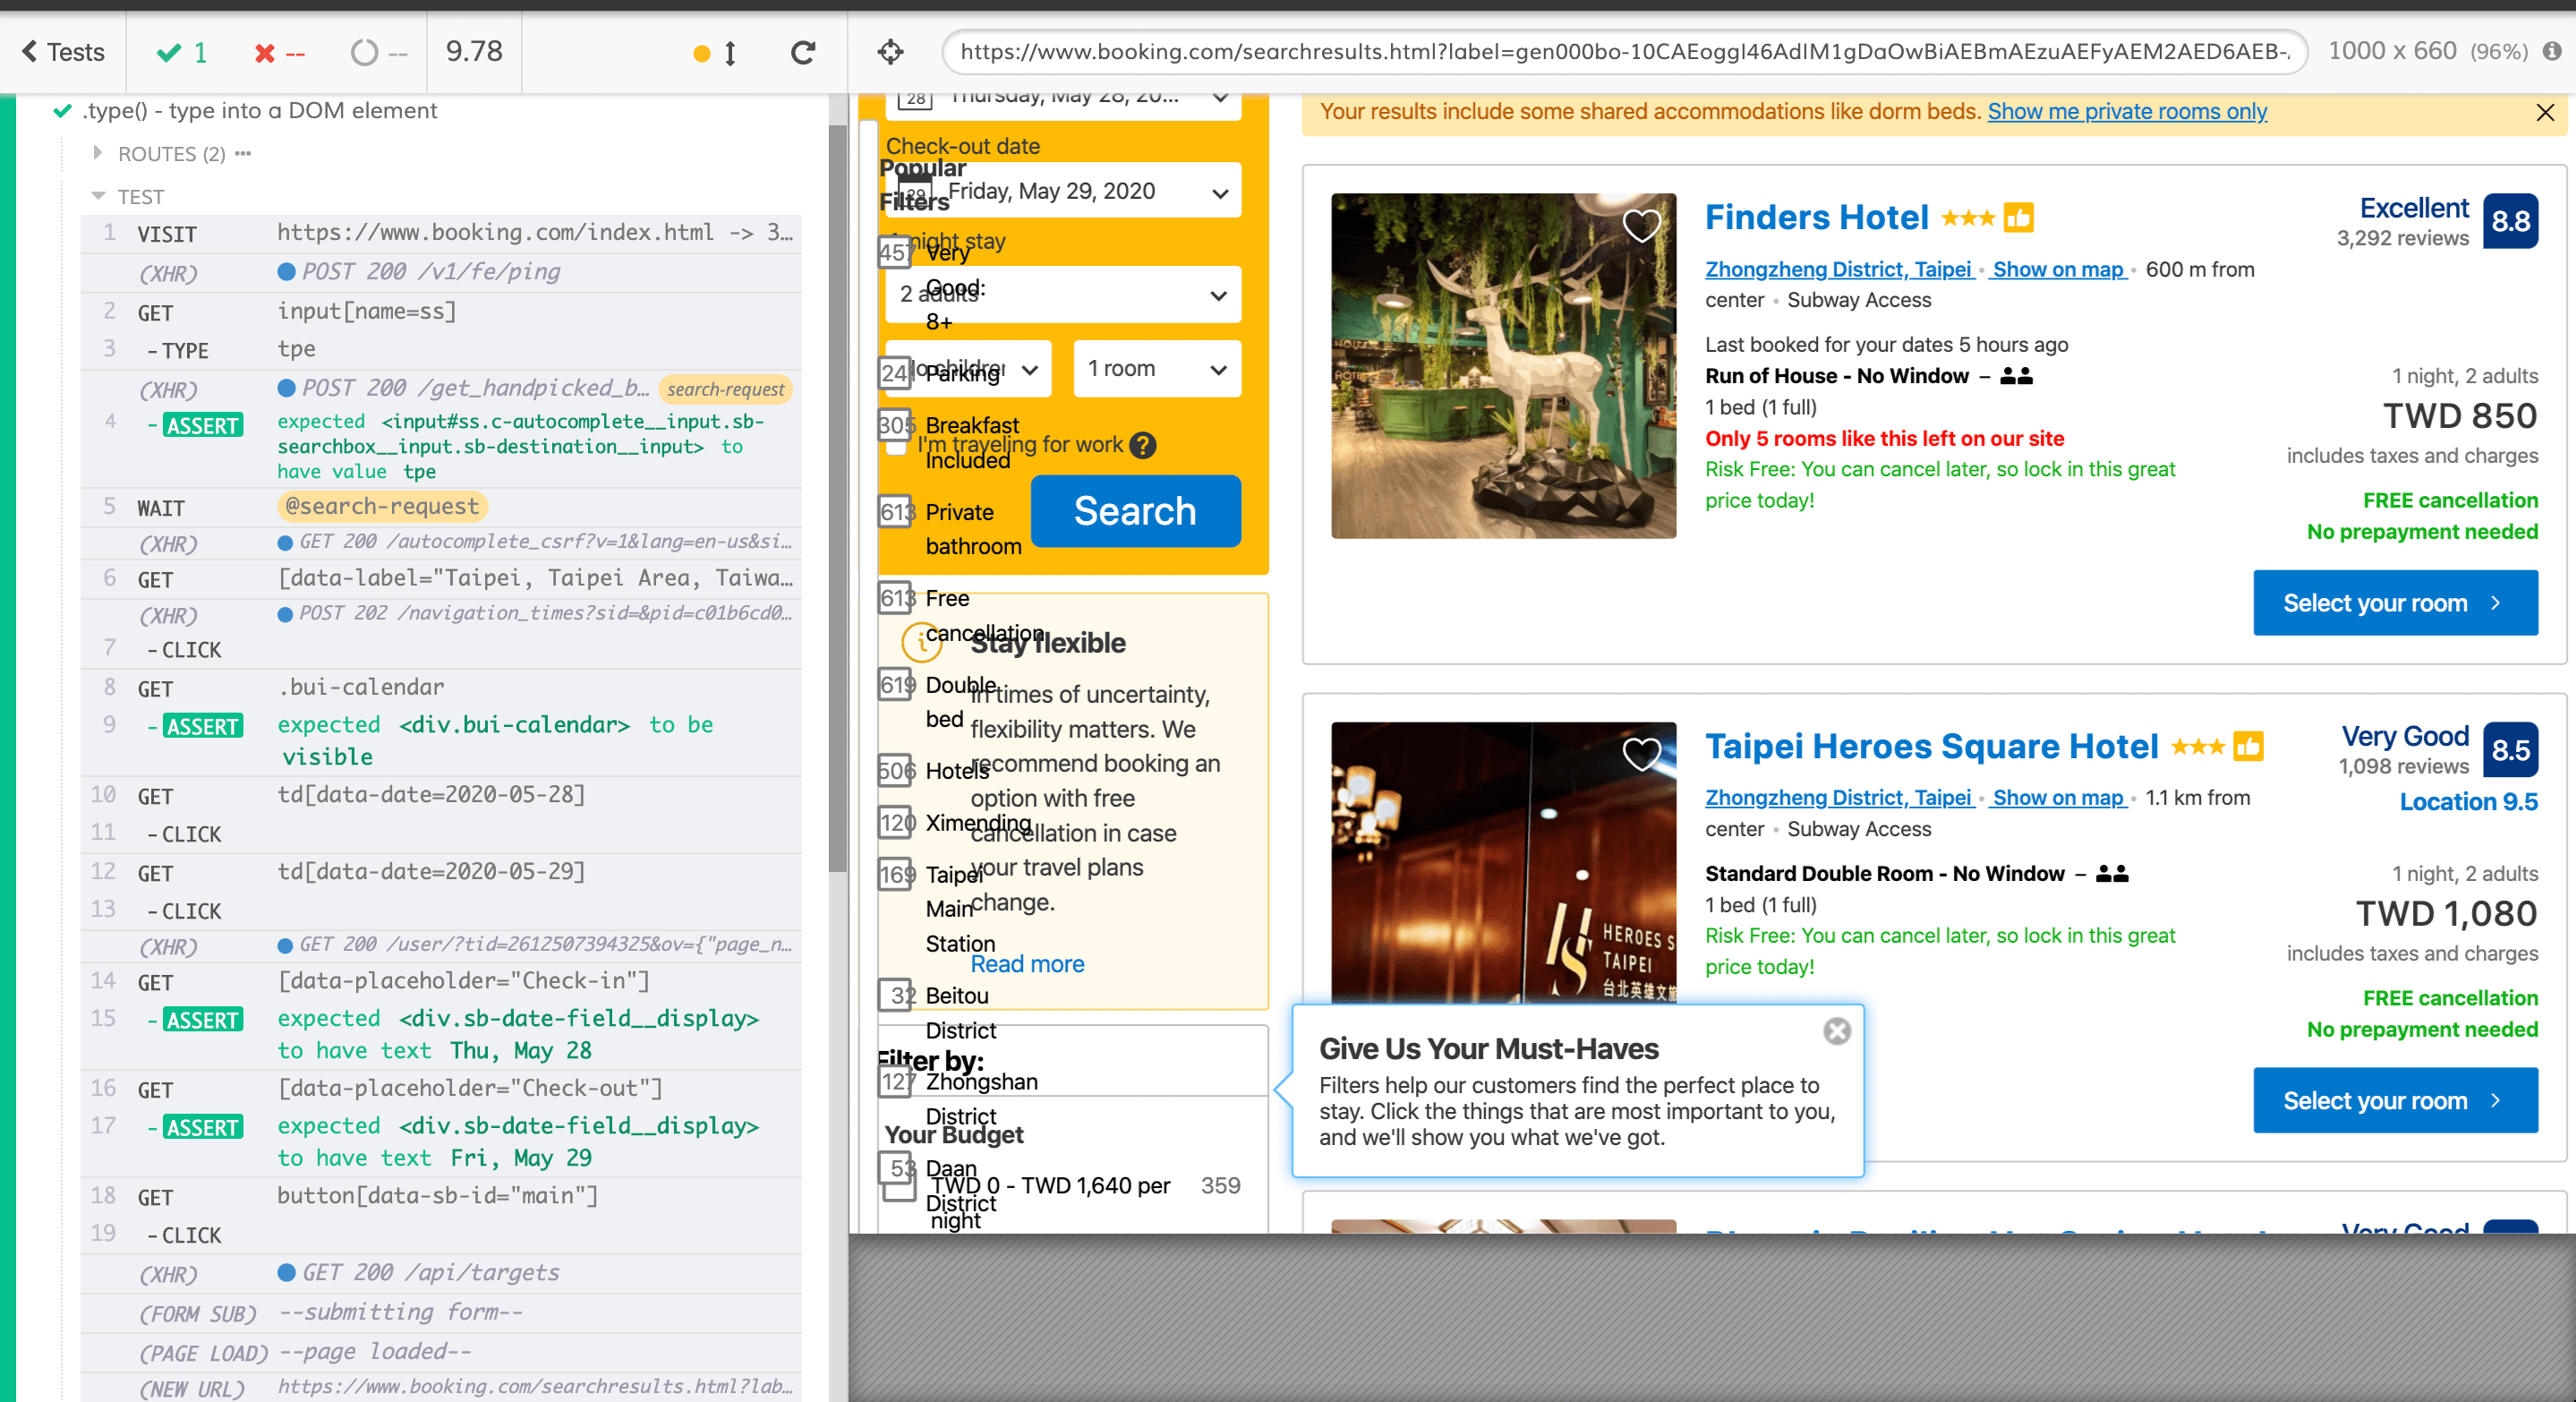 Tests
1
--
--
9.78
https://www.booking.com/searchresults.html?label=gen000bo-10CAEoggI46AdIM1gDaOwBiAEBmAEzuAEFyAEM2AED6AEB-
1000 x 660 (96%)
.type() - type into a DOM element
ROUTES (2)
TEST
1 VISIT https://www.booking.com/index.html -> 3…
(XHR) POST 200 /v1/fe/ping
2 GET input[name=ss]
3 -TYPE tpe
(XHR) POST 200 /get_handpicked_b… search-request
4 -ASSERT expected <input#ss.c-autocomplete__input.sb-
searchbox__input.sb-destination__input> to
have value tpe
5 WAIT @search-request
(XHR) GET 200 /autocomplete_csrf?v=1&lang=en-us&si…
6 GET [data-label="Taipei, Taipei Area, Taiwa…
(XHR) POST 202 /navigation_times?sid=&pid=c01b6cd0…
7 -CLICK
8 GET .bui-calendar
9 -ASSERT expected <div.bui-calendar> to be
visible
10 GET td[data-date=2020-05-28]
11 -CLICK
12 GET td[data-date=2020-05-29]
13 -CLICK
(XHR) GET 200 /user/?tid=2612507394325&ov={"page_n…
14 GET [data-placeholder="Check-in"]
15 -ASSERT expected <div.sb-date-field__display>
to have text Thu, May 28
16 GET [data-placeholder="Check-out"]
17 -ASSERT expected <div.sb-date-field__display>
to have text Fri, May 29
18 GET button[data-sb-id="main"]
19 -CLICK
(XHR) GET 200 /api/targets
(FORM SUB) --submitting form--
(PAGE LOAD) --page loaded--
(NEW URL) https://www.booking.com/searchresults.html?lab…
28 Thursday, May 28, 20...
Check-out date
29 Friday, May 29, 2020
night stay
2 adults
1 room
I'm traveling for work
Search
Popular
Filters
457 Very
Good:
8+
24 Parking
305 Breakfast
Included
613 Private
bathroom
613 Free
cancellation
619 Double
bed
506 Hotels
120 Ximending
169 Taipei
Main
Station
32 Beitou
District
127 Zhongshan
District
53 Daan
District
Stay flexible
In times of uncertainty,
flexibility matters. We
recommend booking an
option with free
cancellation in case
your travel plans
change.
Read more
Filter by:
Your Budget
TWD 0 - TWD 1,640 per 359
night
Your results include some shared accommodations like dorm beds. Show me private rooms only
Finders Hotel
Excellent 8.8
3,292 reviews
Zhongzheng District, Taipei • Show on map • 600 m from
center • Subway Access
Last booked for your dates 5 hours ago
Run of House - No Window –
1 bed (1 full)
Only 5 rooms like this left on our site
Risk Free: You can cancel later, so lock in this great
price today!
1 night, 2 adults
TWD 850
includes taxes and charges
FREE cancellation
No prepayment needed
Select your room
Taipei Heroes Square Hotel
Very Good 8.5
1,098 reviews
Location 9.5
Zhongzheng District, Taipei • Show on map • 1.1 km from
center • Subway Access
Standard Double Room - No Window –
1 bed (1 full)
Risk Free: You can cancel later, so lock in this great
price today!
1 night, 2 adults
TWD 1,080
includes taxes and charges
FREE cancellation
No prepayment needed
Select your room
HEROES S
TAIPEI
台北英雄文旅
Give Us Your Must-Haves
Filters help our customers find the perfect place to
stay. Click the things that are most important to you,
and we'll show you what we've got.
Very Good